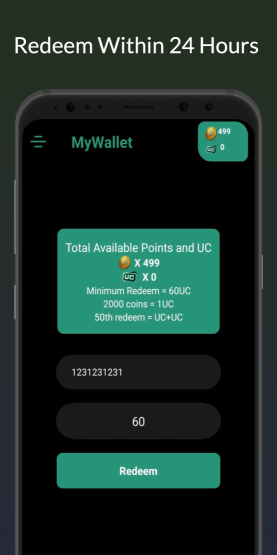 Redeem Within 24 Hours
MyWallet
499
UC 0
Total Available Points and UC
X 499
UC X 0
Minimum Redeem = 60UC
2000 coins = 1UC
50th redeem = UC+UC
1231231231
60
Redeem